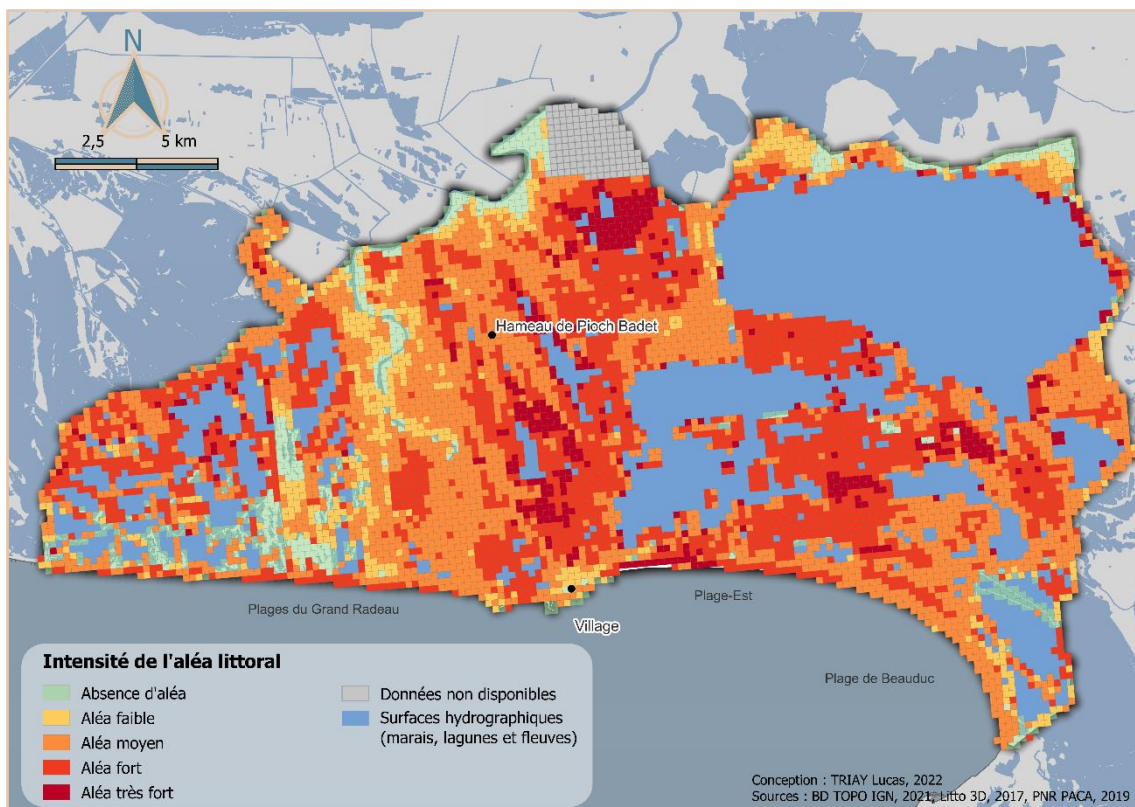 N
2,5 5 km
Hameau de Pioch Badet
Plages du Grand Radeau
Plage-Est
Village
Plage de Beauduc
Intensité de l'aléa littoral
Absence d'aléa
Aléa faible
Aléa moyen
Aléa fort
Aléa très fort
Données non disponibles
Surfaces hydrographiques
(marais, lagunes et fleuves)
Conception : TRIAY Lucas, 2022
Sources : BD TOPO IGN, 2021, Litto 3D, 2017, PNR PACA, 2019